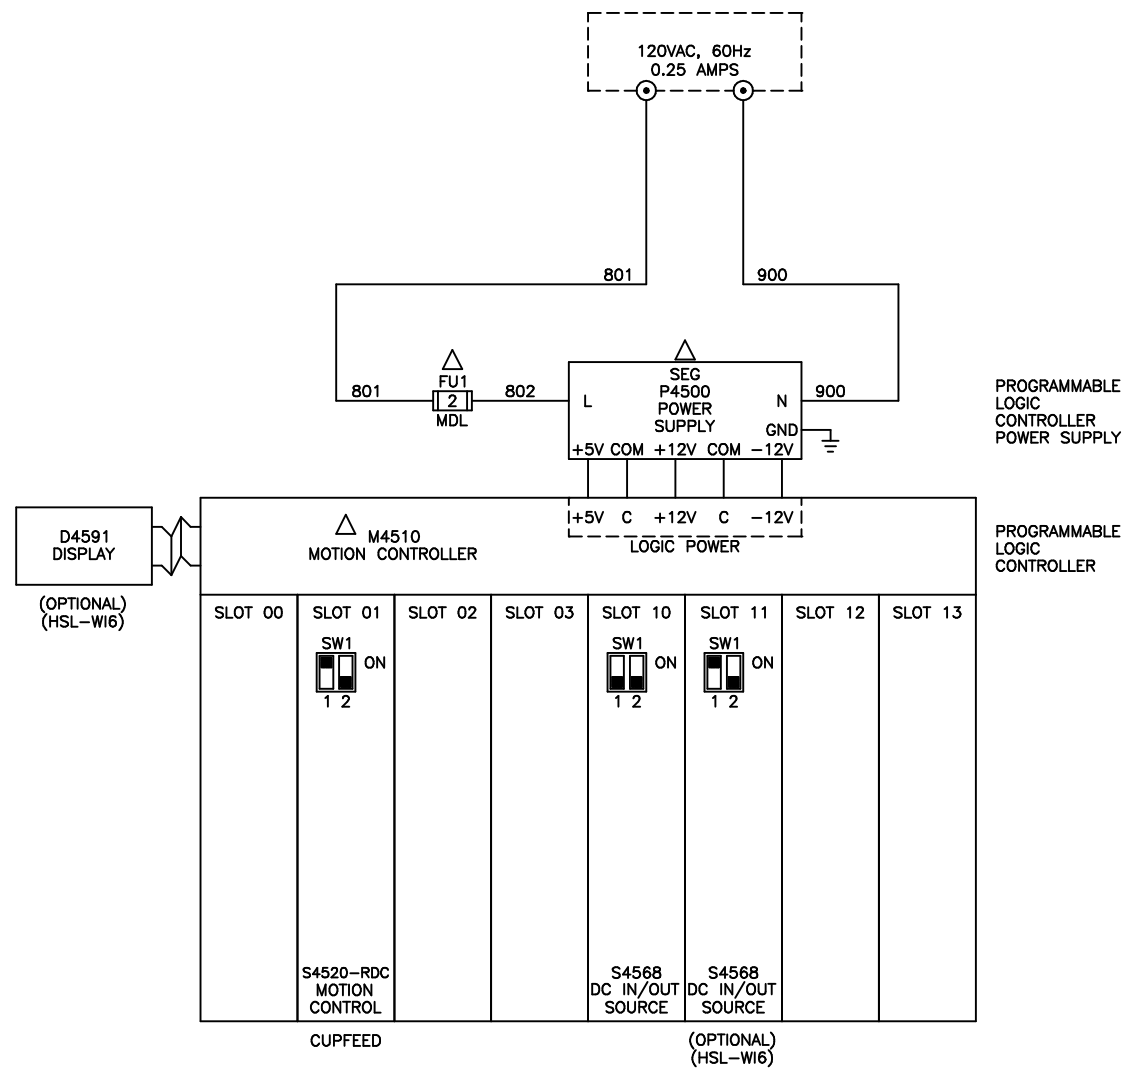 120VAC, 60Hz
0.25 AMPS
801
900
801
FU1
2
MDL
802
SEG
P4500
POWER
SUPPLY
L
N
GND
900
+5V COM +12V COM -12V
PROGRAMMABLE
LOGIC
CONTROLLER
POWER SUPPLY
D4591
DISPLAY
(OPTIONAL)
(HSL-WI6)
M4510
MOTION CONTROLLER
+5V C +12V C -12V
LOGIC POWER
PROGRAMMABLE
LOGIC
CONTROLLER
SLOT 00
SLOT 01
SLOT 02
SLOT 03
SLOT 10
SLOT 11
SLOT 12
SLOT 13
SW1
ON
1 2
SW1
ON
1 2
SW1
ON
1 2
S4520-RDC
MOTION
CONTROL
S4568
DC IN/OUT
SOURCE
S4568
DC IN/OUT
SOURCE
CUPFEED
(OPTIONAL)
(HSL-WI6)